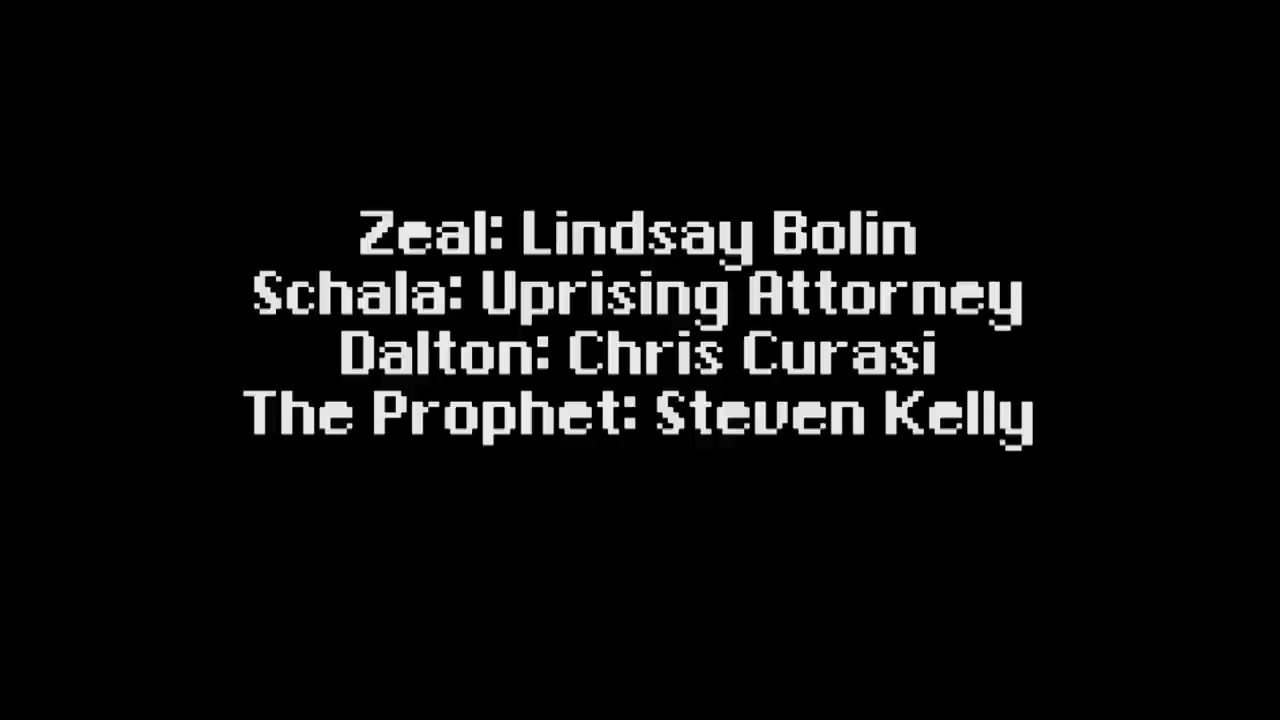 Zeal: Lindsay Bolin
Schala: Uprising Attorney
Dalton: Chris Curasi
The Prophet: Steven Kelly